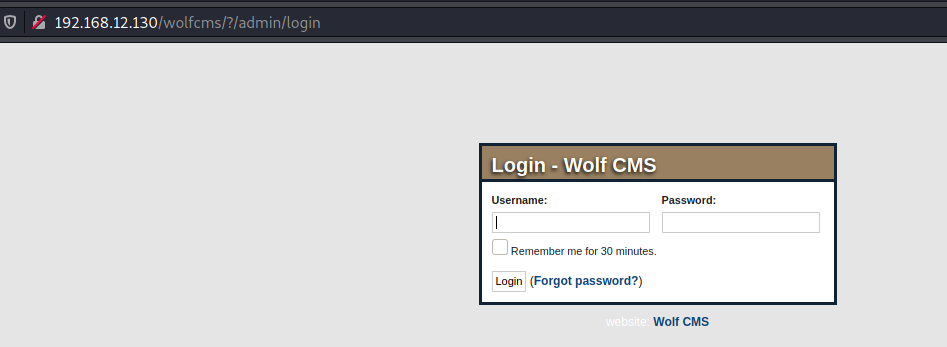 192.168.12.130/wolfcms/?/admin/login
Login - Wolf CMS
Username: Password:
Remember me for 30 minutes.
Login (Forgot password?)
website: Wolf CMS